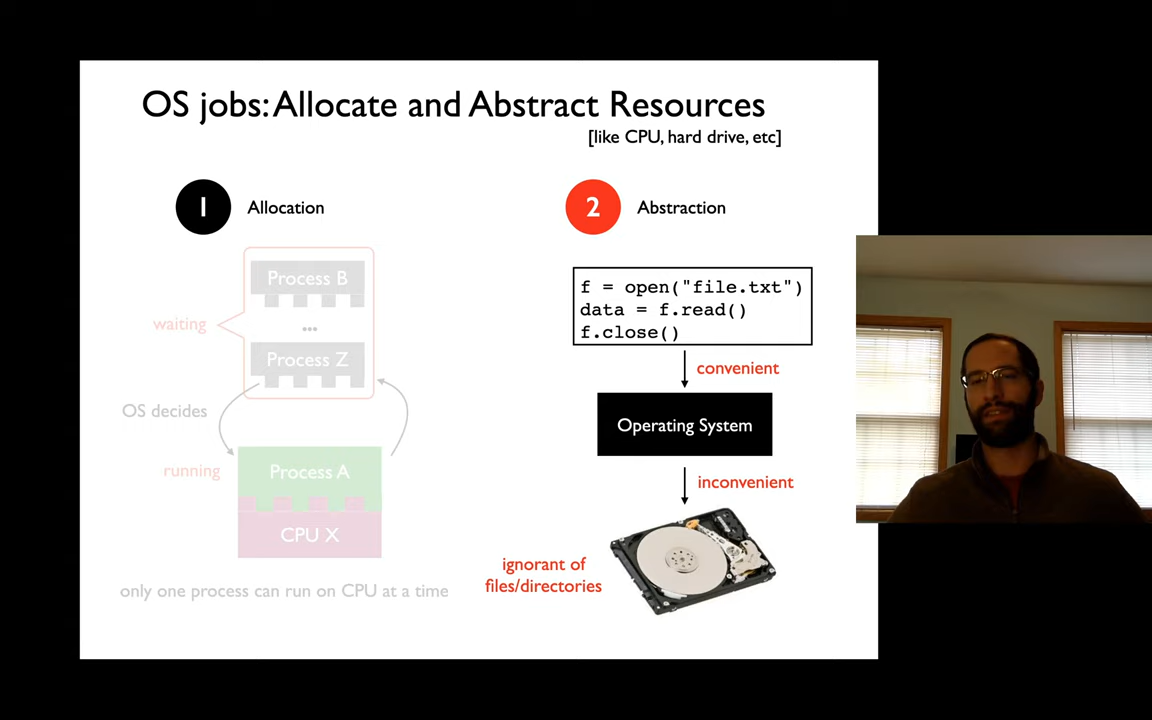 OS jobs: Allocate and Abstract Resources
[like CPU, hard drive, etc]
1
Allocation
Process B
...
waiting
Process Z
OS decides
running
Process A
CPU X
only one process can run on CPU at a time
2
Abstraction
f = open("file.txt")
data = f.read()
f.close()
convenient
Operating System
inconvenient
ignorant of
files/directories